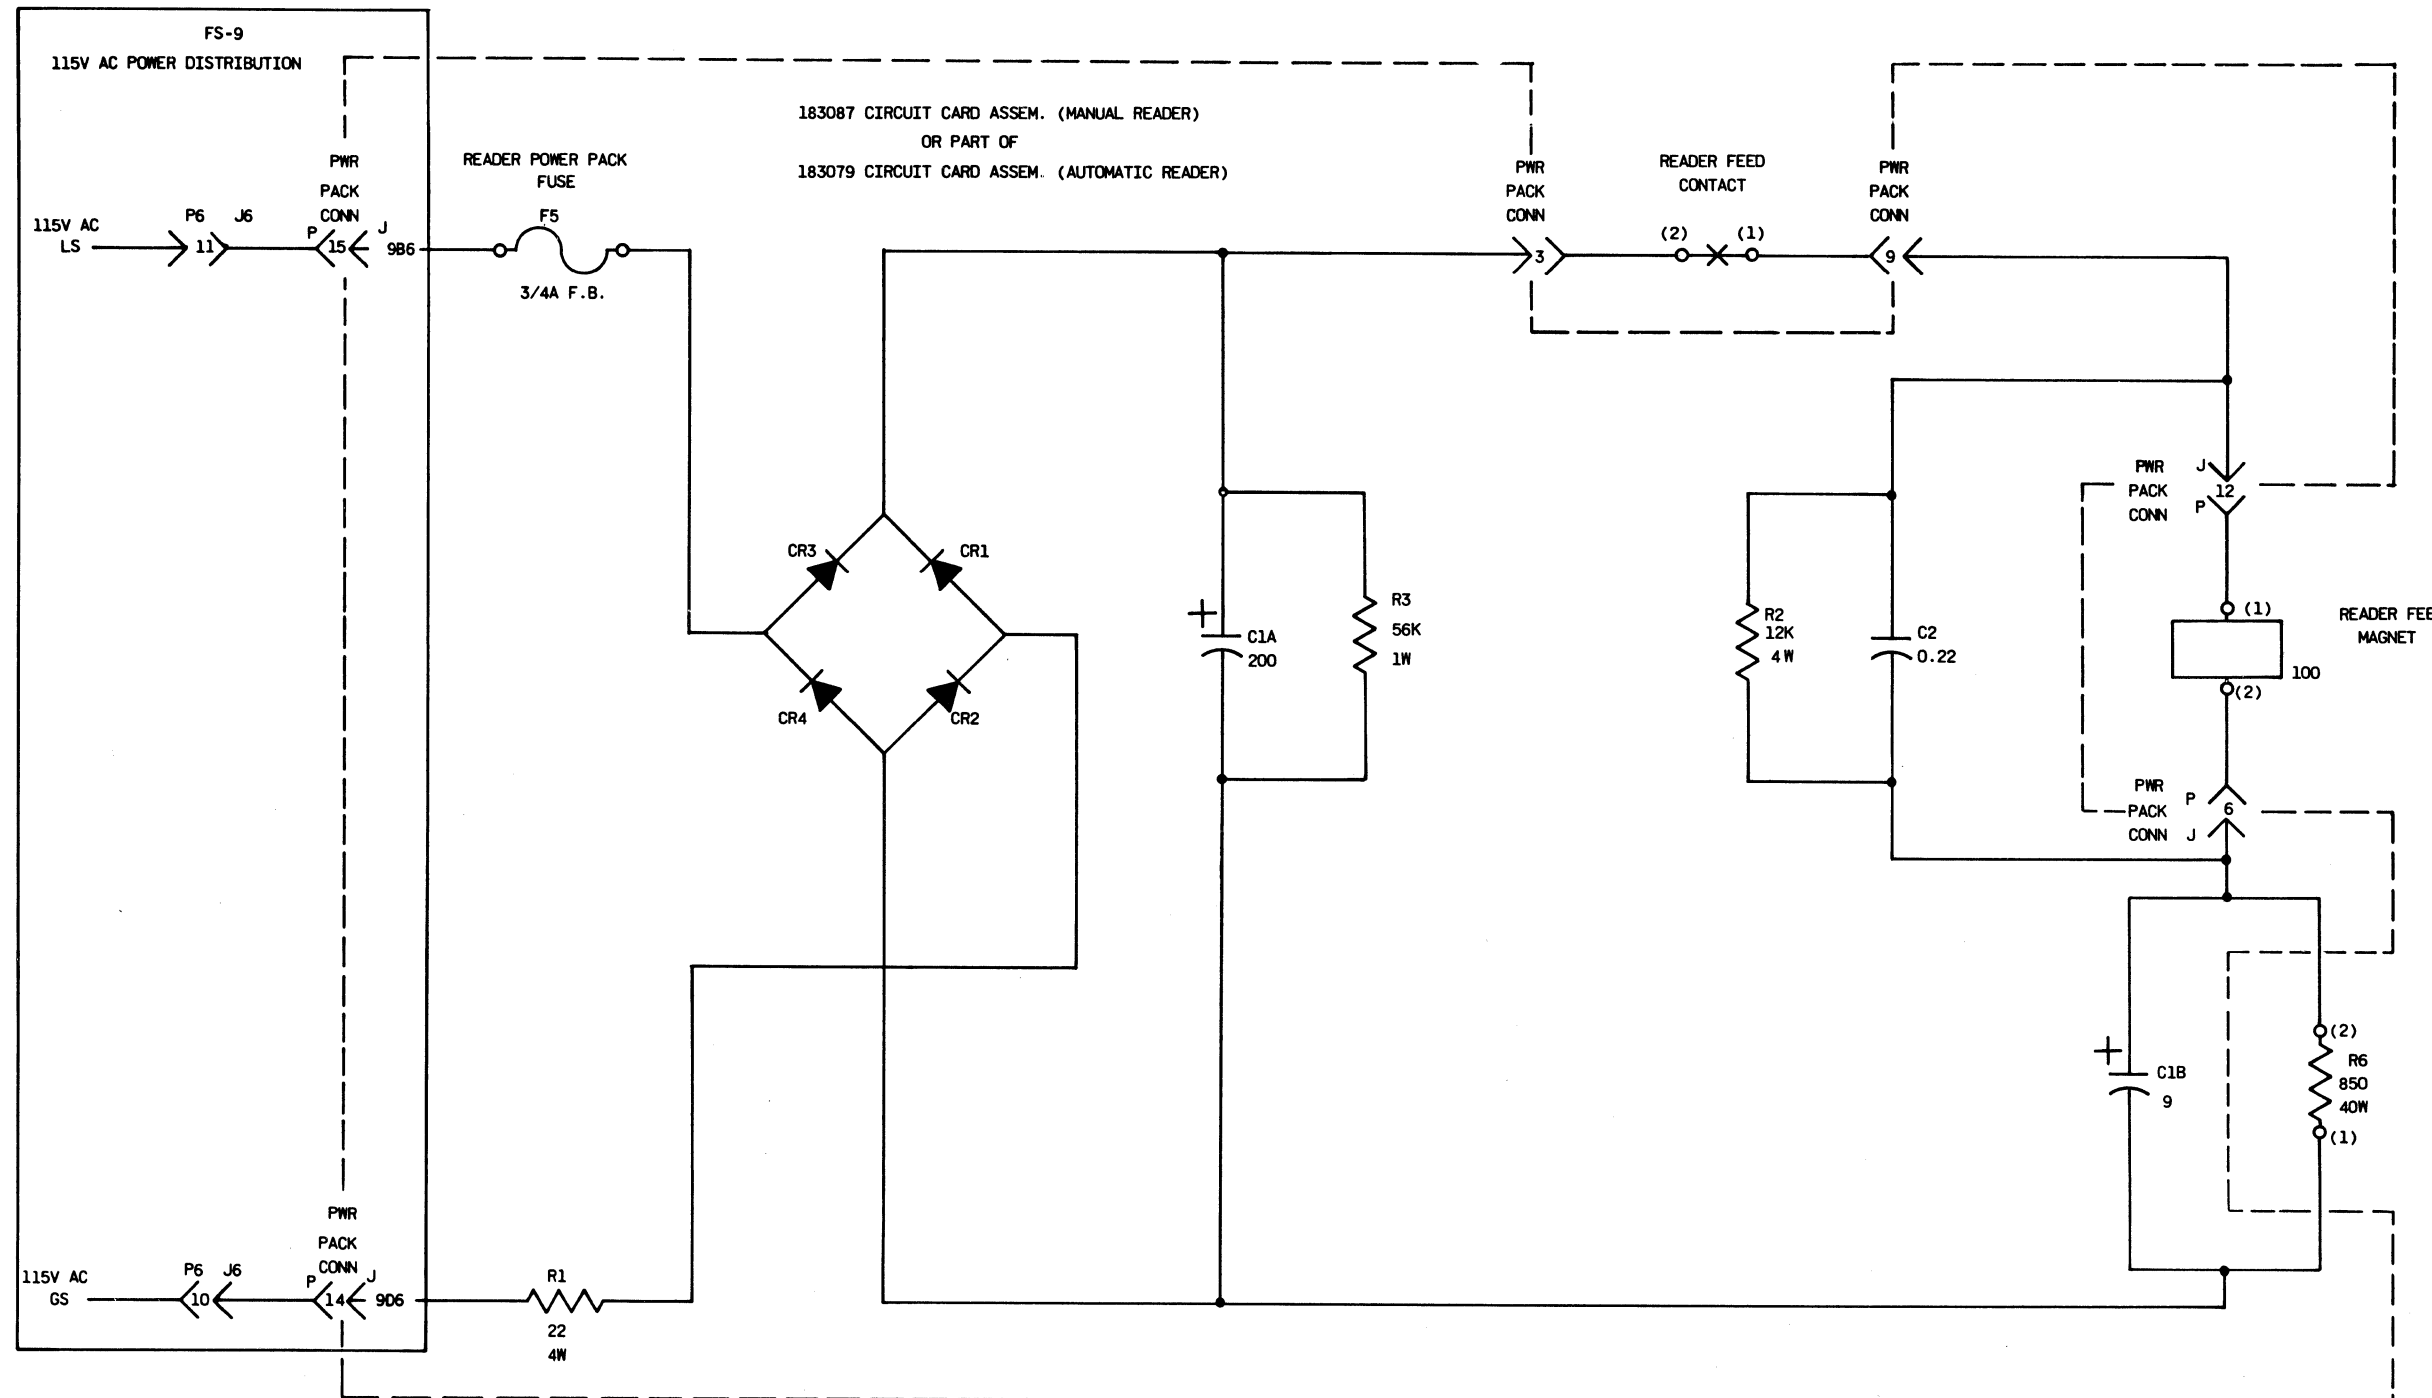 FS-9
115V AC POWER DISTRIBUTION
183087 CIRCUIT CARD ASSEM. (MANUAL READER)
OR PART OF
183079 CIRCUIT CARD ASSEM. (AUTOMATIC READER)
PWR
PACK
CONN
READER POWER PACK
FUSE
F5
3/4A F.B.
115V AC
LS
P6
J6
11
P
15
J
9B6
PWR
PACK
CONN
3
READER FEED
CONTACT
(2)
(1)
PWR
PACK
CONN
9
PWR
PACK
CONN
J
12
P
CR3
CR1
CR4
CR2
C1A
200
R3
56K
1W
R2
12K
4W
C2
0.22
(1)
READER FEE
MAGNET
100
(2)
PWR
PACK
CONN
P
6
J
C1B
9
(2)
R6
850
40W
(1)
PWR
PACK
CONN
115V AC
GS
P6
J6
10
P
14
J
9D6
R1
22
4W